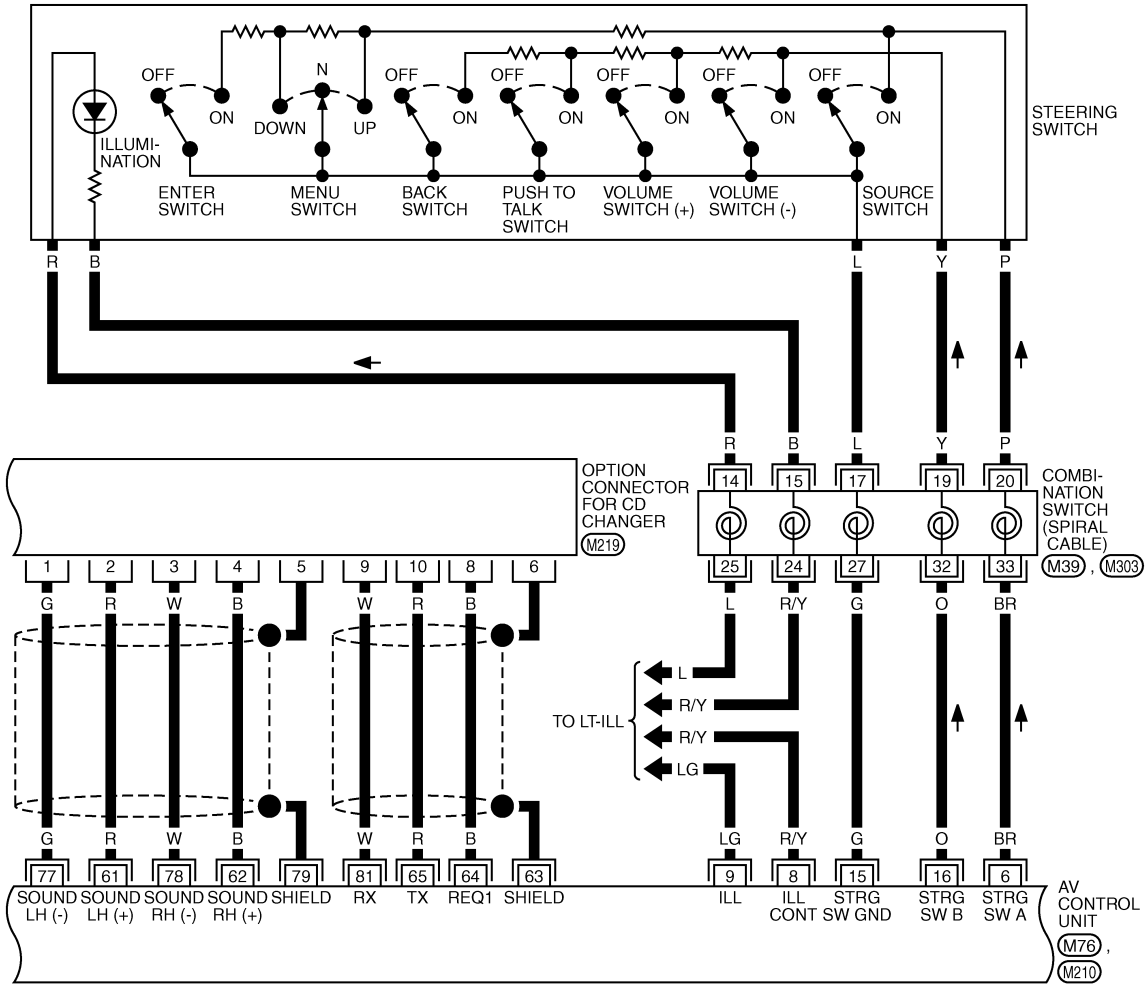 OFF
ON
DOWN
N
UP
OFF
ON
OFF
ON
OFF
ON
OFF
ON
OFF
ON
STEERING
SWITCH
ILLUMI-
NATION
ENTER
SWITCH
MENU
SWITCH
BACK
SWITCH
PUSH TO
TALK
SWITCH
VOLUME
SWITCH (+)
VOLUME
SWITCH (-)
SOURCE
SWITCH
R
B
L
Y
P
R
B
L
Y
P
14
15
17
19
20
COMBI-
NATION
SWITCH
(SPIRAL
CABLE)
M39 , M303
OPTION
CONNECTOR
FOR CD
CHANGER
M219
1
2
3
4
5
9
10
8
6
25
24
27
32
33
G
R
W
B
W
R
B
L
R/Y
G
O
BR
TO LT-ILL
L
R/Y
R/Y
LG
G
R
W
B
W
R
B
LG
R/Y
G
O
BR
77
61
78
62
79
81
65
64
63
9
8
15
16
6
SOUND
LH (-)
SOUND
LH (+)
SOUND
RH (-)
SOUND
RH (+)
SHIELD
RX
TX
REQ1
SHIELD
ILL
ILL
CONT
STRG
SW GND
STRG
SW B
STRG
SW A
AV
CONTROL
UNIT
M76 ,
M210